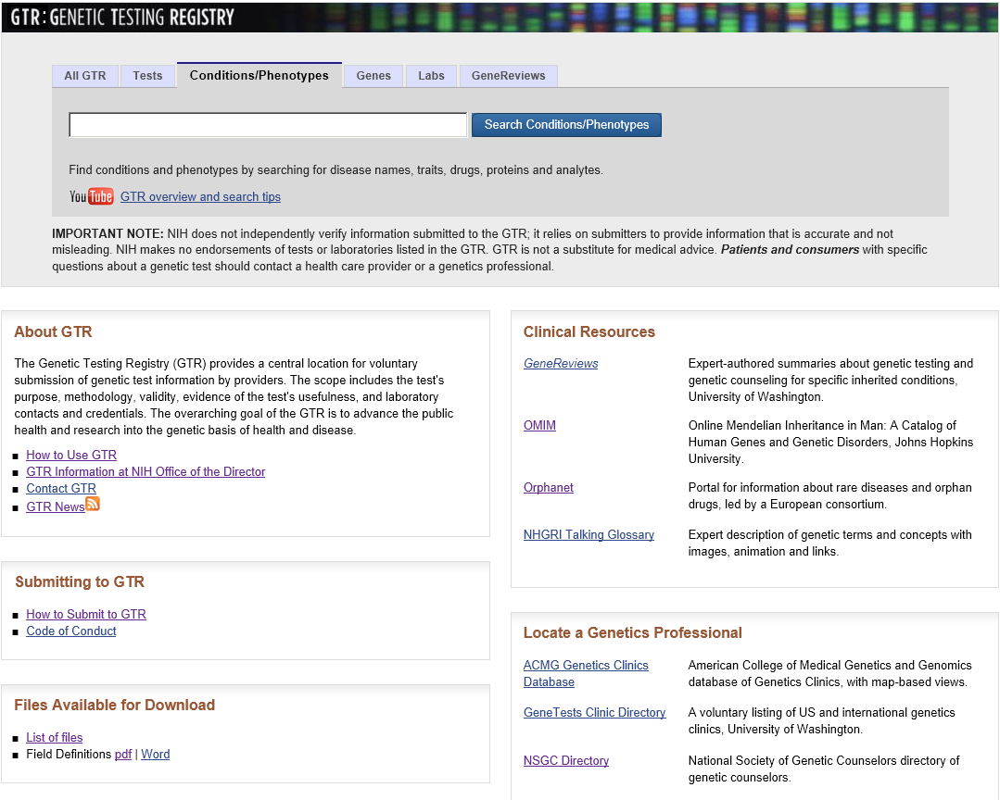 GTR: GENETIC TESTING REGISTRY
All GTR Tests Conditions/Phenotypes Genes Labs GeneReviews
Search Conditions/Phenotypes
Find conditions and phenotypes by searching for disease names, traits, drugs, proteins and analytes.
YouTube GTR overview and search tips
IMPORTANT NOTE: NIH does not independently verify information submitted to the GTR; it relies on submitters to provide information that is accurate and not
misleading. NIH makes no endorsements of tests or laboratories listed in the GTR. GTR is not a substitute for medical advice. Patients and consumers with specific
questions about a genetic test should contact a health care provider or a genetics professional.
About GTR
The Genetic Testing Registry (GTR) provides a central location for voluntary
submission of genetic test information by providers. The scope includes the test's
purpose, methodology, validity, evidence of the test's usefulness, and laboratory
contacts and credentials. The overarching goal of the GTR is to advance the public
health and research into the genetic basis of health and disease.
How to Use GTR
GTR Information at NIH Office of the Director
Contact GTR
GTR News
Submitting to GTR
How to Submit to GTR
Code of Conduct
Files Available for Download
List of files
Field Definitions pdf | Word
Clinical Resources
GeneReviews
Expert-authored summaries about genetic testing and
genetic counseling for specific inherited conditions,
University of Washington.
OMIM
Online Mendelian Inheritance in Man: A Catalog of
Human Genes and Genetic Disorders, Johns Hopkins
University.
Orphanet
Portal for information about rare diseases and orphan
drugs, led by a European consortium.
NHGRI Talking Glossary
Expert description of genetic terms and concepts with
images, animation and links.
Locate a Genetics Professional
ACMG Genetics Clinics
Database
American College of Medical Genetics and Genomics
database of Genetics Clinics, with map-based views.
GeneTests Clinic Directory
A voluntary listing of US and international genetics
clinics, University of Washington.
NSGC Directory
National Society of Genetic Counselors directory of
genetic counselors.